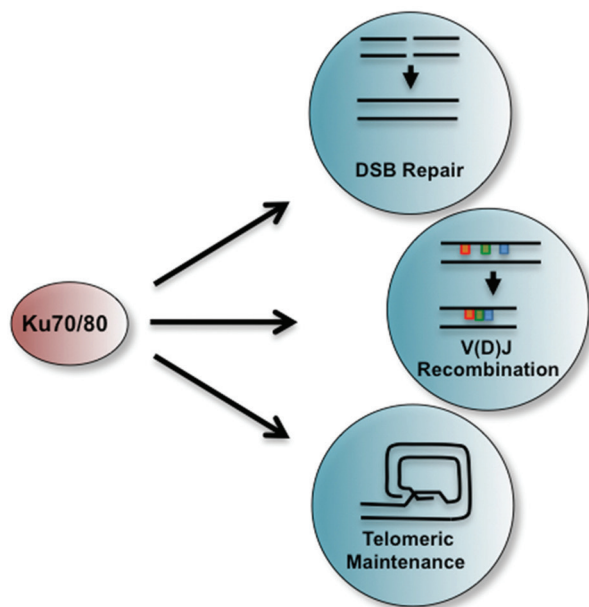 DSB Repair
Ku70/80
V(D)J
Recombination
Telomeric
Maintenance